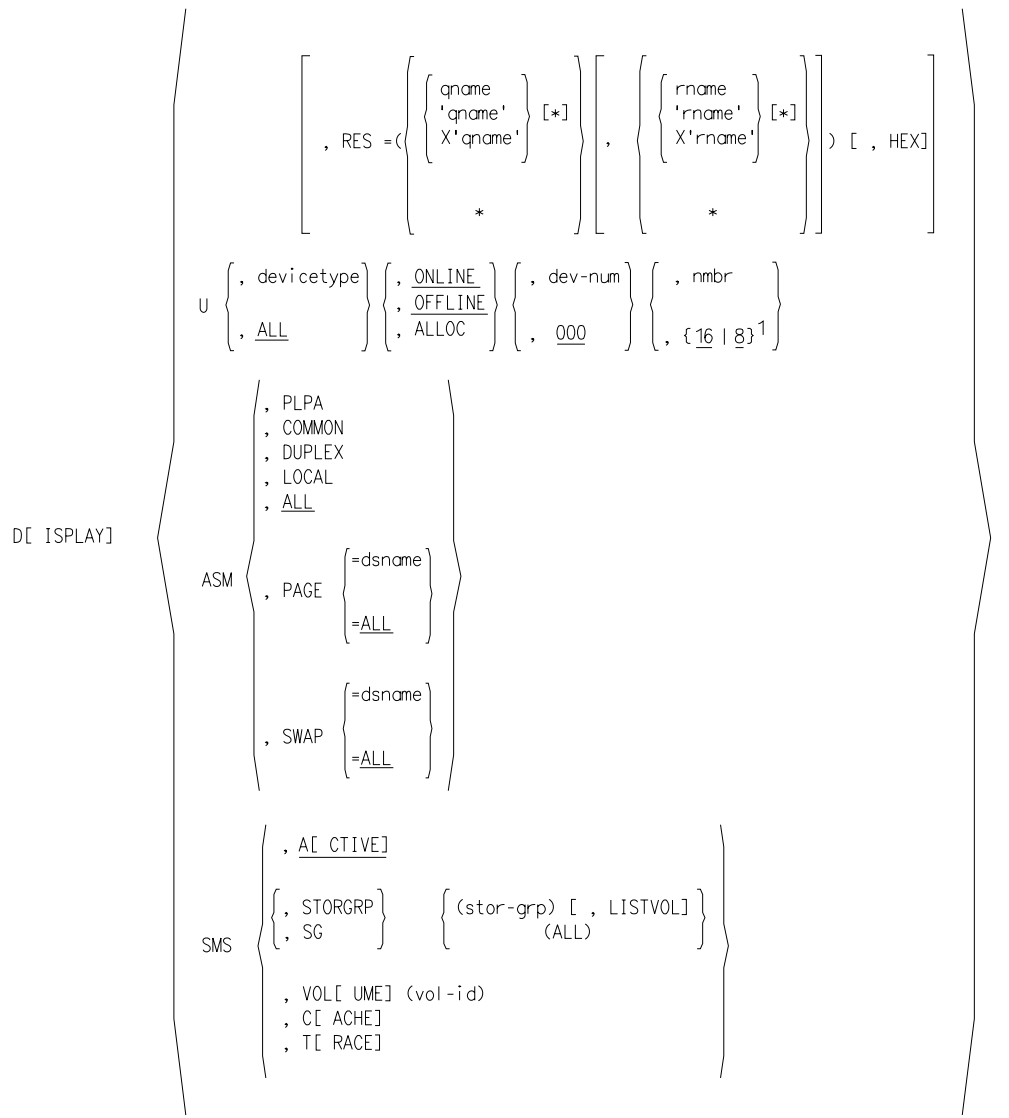 qname rname
'qname' [*] 'rname' [*]
, RES =( X'qname' , X'rname' ) [ , HEX]
* *
, devicetype , ONLINE , dev-num , nmbr
U , OFFLINE
, ALL , ALLOC , 000 , {16 | 8}1
, PLPA
, COMMON
, DUPLEX
, LOCAL
, ALL
D[ ISPLAY]
=dsname
ASM , PAGE
=ALL
=dsname
, SWAP
=ALL
, A[ CTIVE]
, STORGRP (stor-grp) [ , LISTVOL]
, SG (ALL)
SMS
, VOL[ UME] (vol-id)
, C[ ACHE]
, T[ RACE]